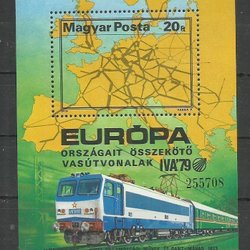 Magyar Posta 20Ft
EURÓPA
ORSZÁGAIT ÖSSZEKÖTŐ
VASÚTVONALAK IVA'79
255708